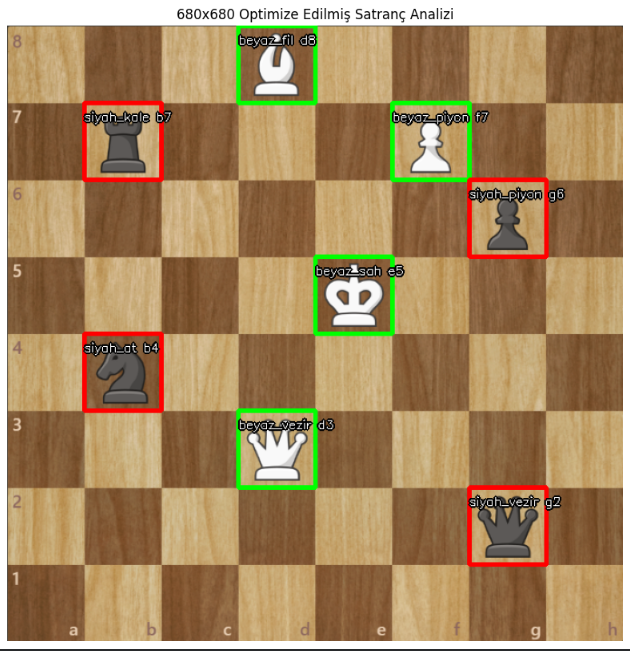 680x680 Optimize Edilmiş Satranç Analizi
8
beyaz_fil d8
7
siyah_kale b7
beyaz_piyon f7
6
siyah_piyon g6
5
beyaz_sah e5
4
siyah_at b4
3
beyaz_vezir d3
2
siyah_vezir g2
1
a b c d e f g h